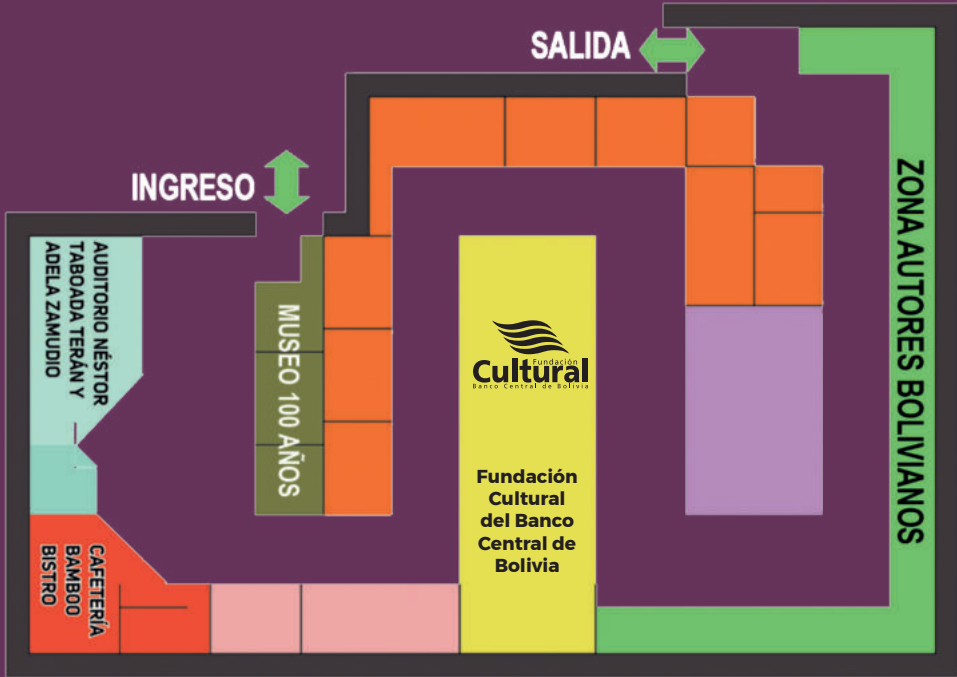 SALIDA
INGRESO
AUDITORIO NÉSTOR
TABOADA TERÁN Y
ADELA ZAMUDIO
MUSEO 100 AÑOS
Fundación
Cultural
Banco Central de Bolivia
Fundación
Cultural
del Banco
Central de
Bolivia
ZONA AUTORES BOLIVIANOS
CAFETERÍA
BAMBOO
BISTRO